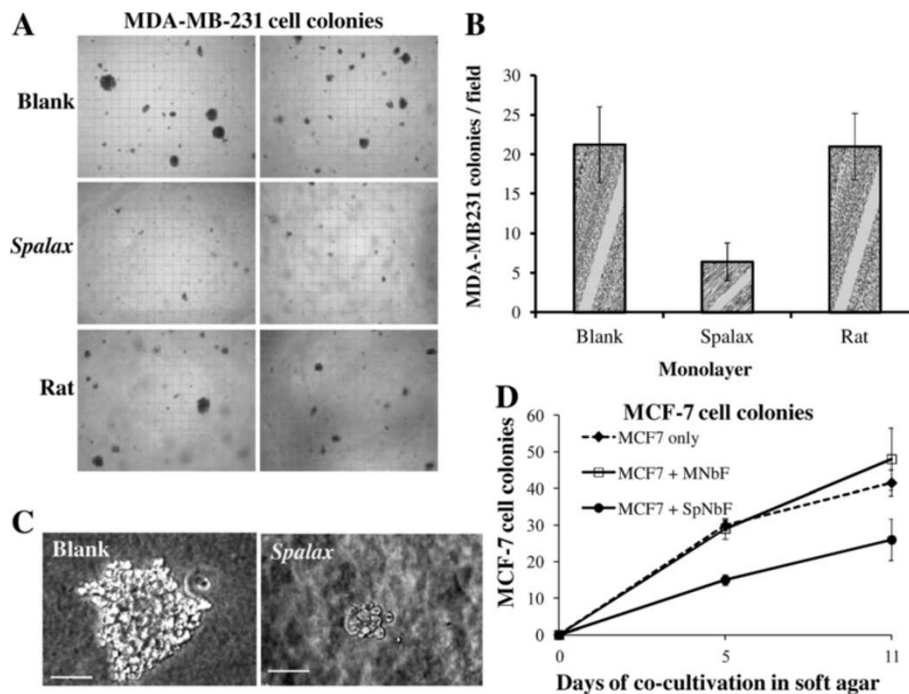 A
MDA-MB-231 cell colonies
Blank
Spalax
Rat
B
MDA-MB231 colonies / field
30
25
20
15
10
5
0
Blank Spalax Rat
Monolayer
C
Blank
Spalax
D
MCF-7 cell colonies
MCF-7 cell colonies
60
50
40
30
20
10
0
MCF7 only
MCF7 + MNbF
MCF7 + SpNbF
0 5 11
Days of co-cultivation in soft agar